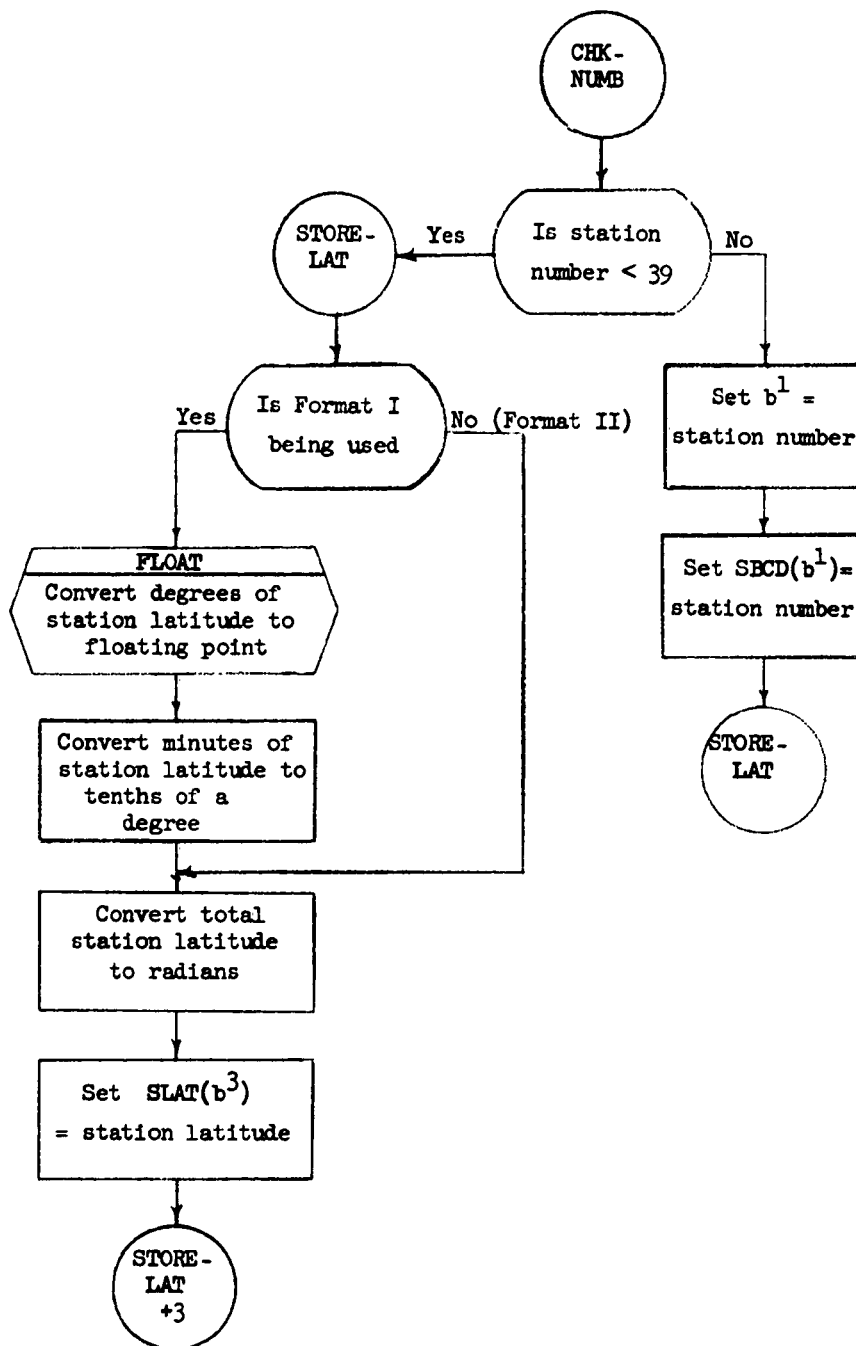 CHK-
NUMB
Is station
number < 39
Yes
No
STORE-
LAT
Is Format I
being used
Yes
No (Format II)
Set b¹ =
station number
Set SBCD(b¹)=
station number
STORE-
LAT
FLOAT
Convert degrees of
station latitude to
floating point
Convert minutes of
station latitude to
tenths of a
degree
Convert total
station latitude
to radians
Set SLAT(b³)
= station latitude
STORE-
LAT
+3